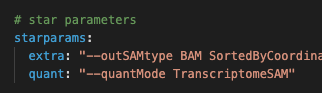 # star parameters
starparams:
extra: "--outSAMtype BAM SortedByCoordina
quant: "--quantMode TranscriptomeSAM"